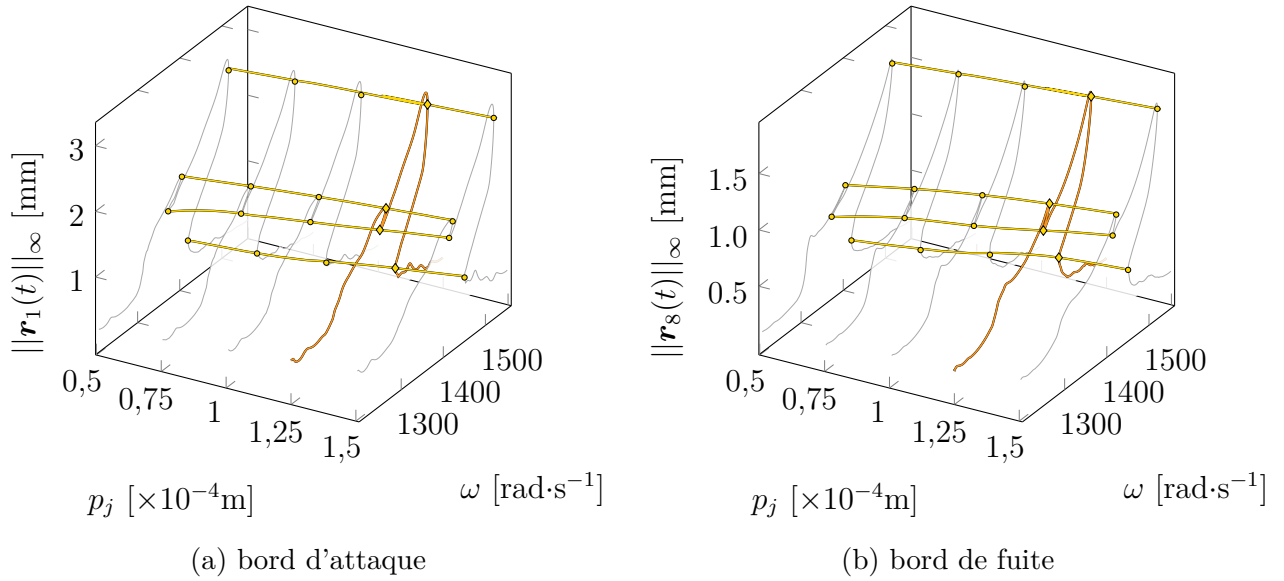 ||r₁(t)||∞ [mm]
3
2
1
0,5
0,75
1
1,25
1,5
1300
1400
1500
p_j [×10⁻⁴m]
ω [rad·s⁻¹]
(a) bord d'attaque
||r₈(t)||∞ [mm]
1.5
1.0
0.5
0,5
0,75
1
1,25
1,5
1300
1400
1500
p_j [×10⁻⁴m]
ω [rad·s⁻¹]
(b) bord de fuite